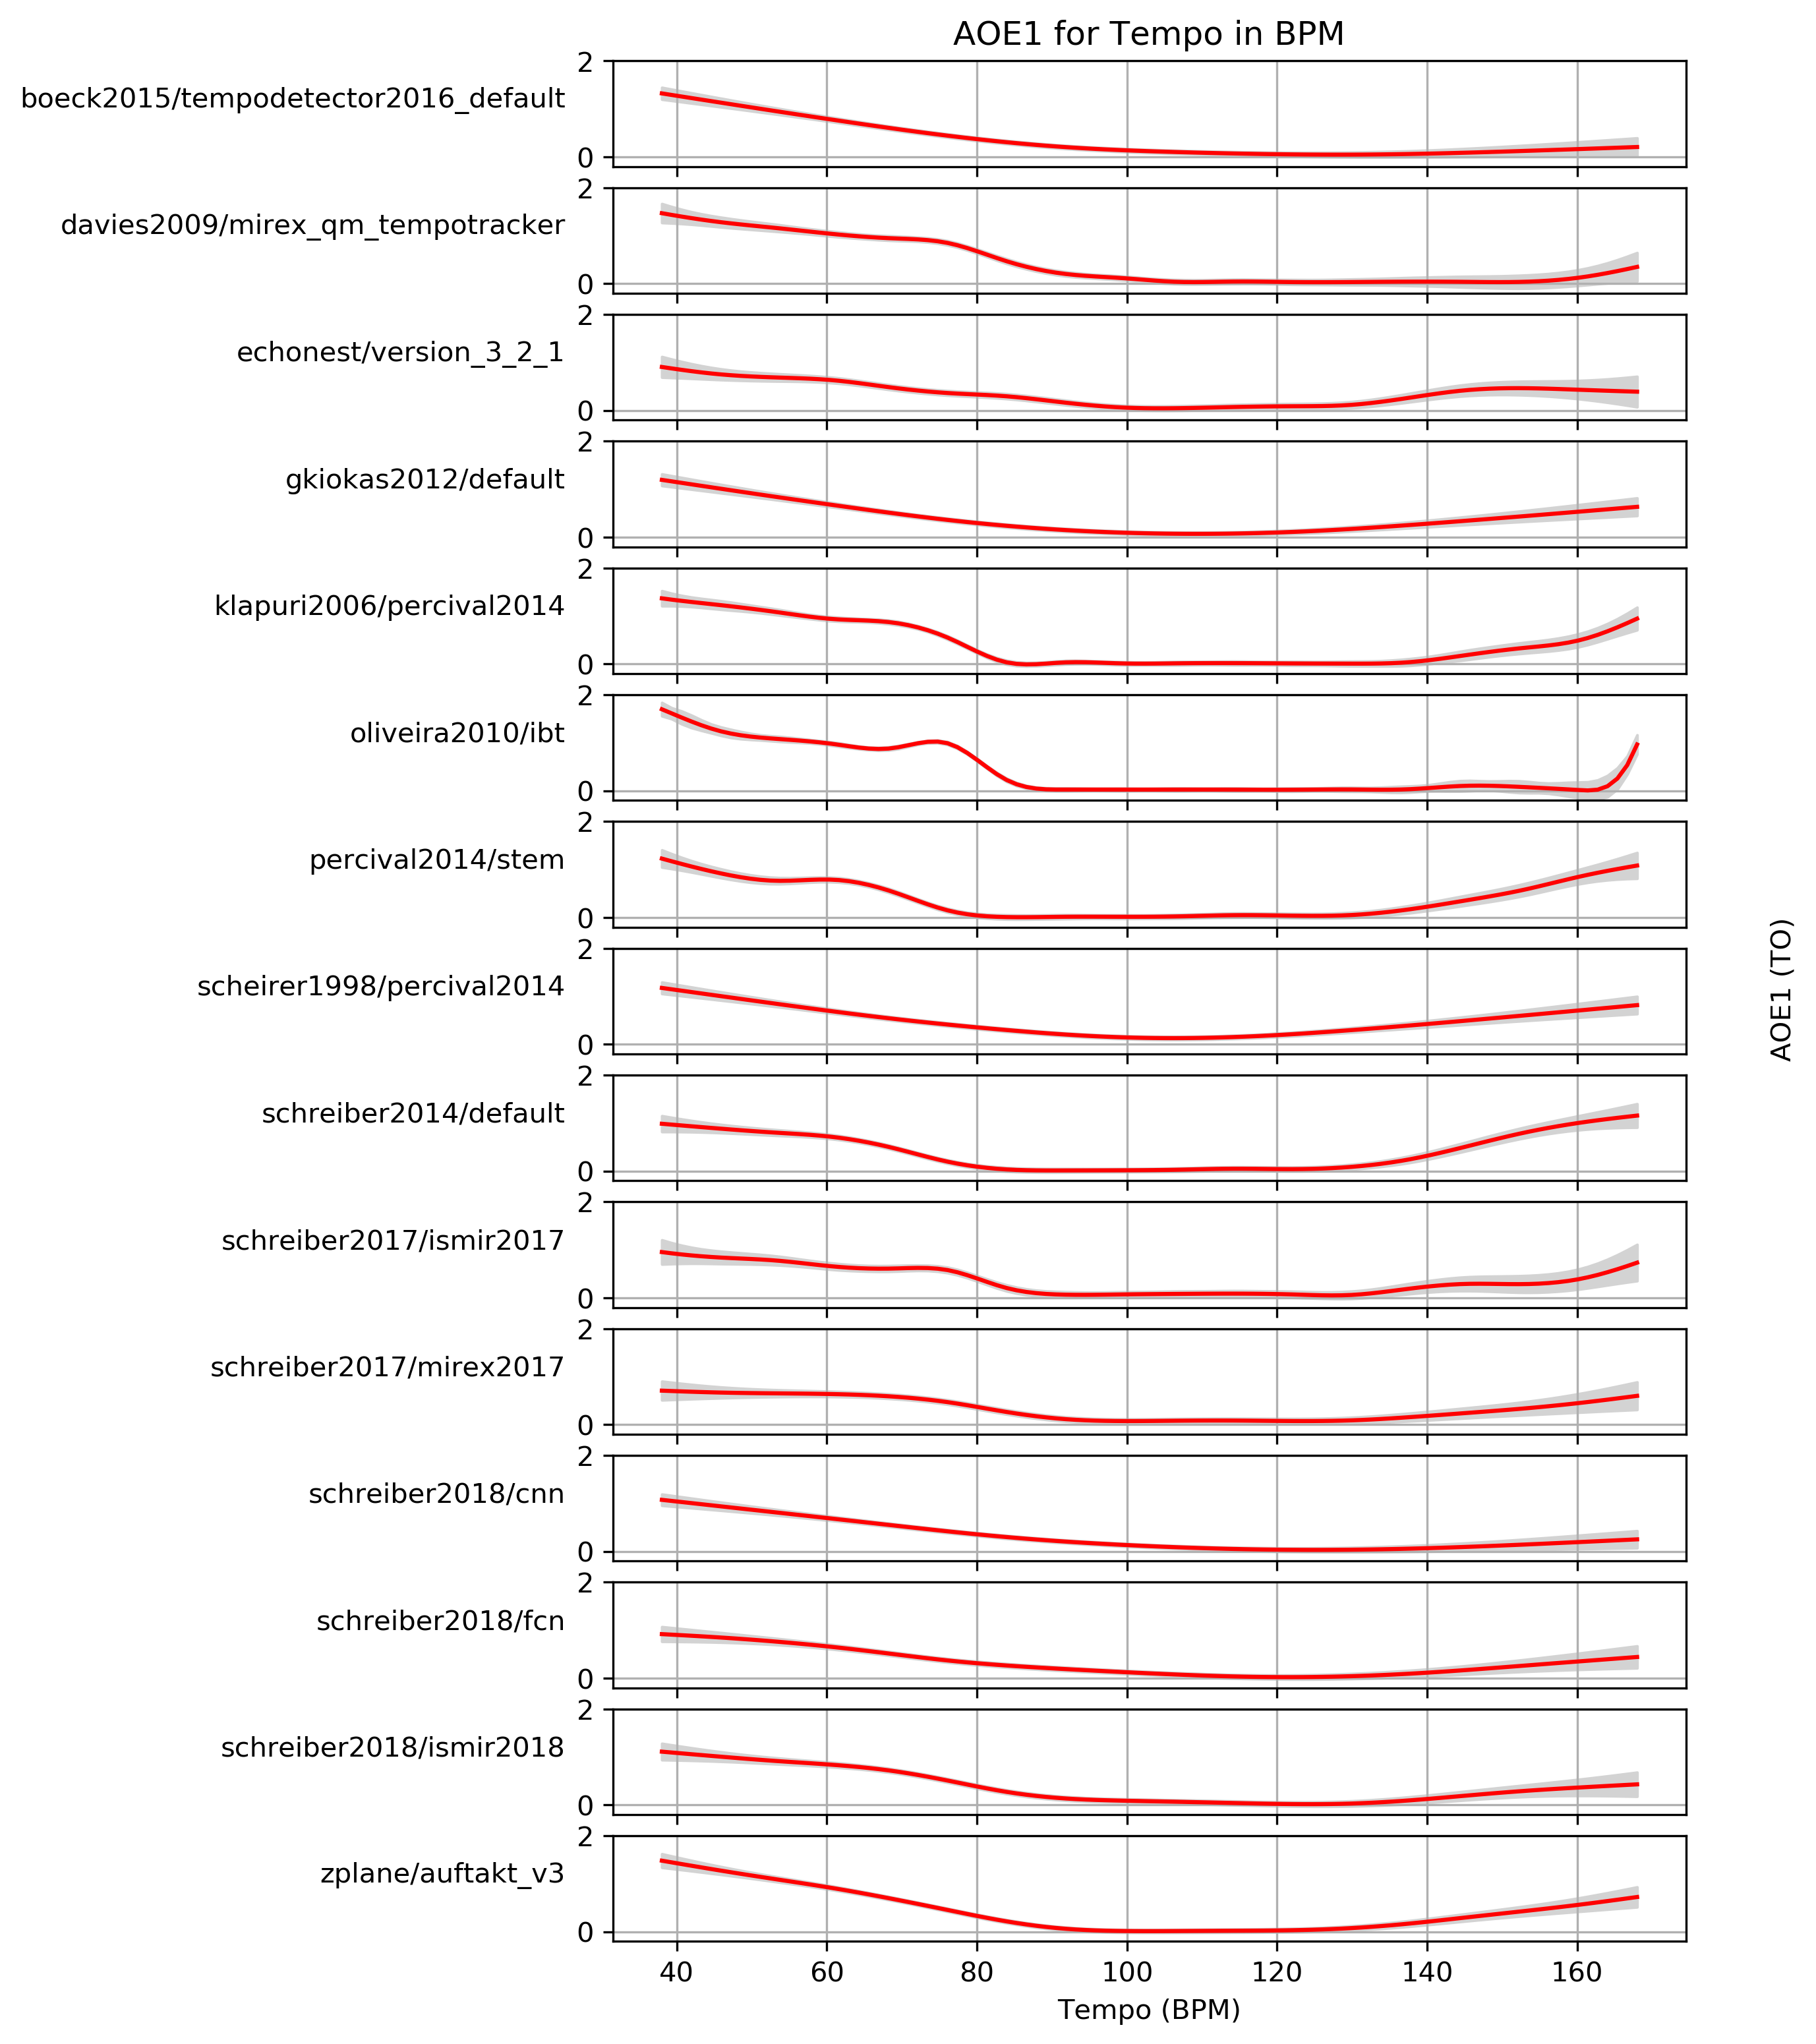 AOE1 for Tempo in BPM
2
boeck2015/tempodetector2016_default
0
2
davies2009/mirex_qm_tempotracker
0
2
echonest/version_3_2_1
0
2
gkiokas2012/default
0
2
klapuri2006/percival2014
0
2
oliveira2010/ibt
0
2
percival2014/stem
0
AOE1 (TO)
2
scheirer1998/percival2014
0
2
schreiber2014/default
0
2
schreiber2017/ismir2017
0
2
schreiber2017/mirex2017
0
2
schreiber2018/cnn
0
2
schreiber2018/fcn
0
2
schreiber2018/ismir2018
0
2
zplane/auftakt_v3
0
40 60 80 100 120 140 160
Tempo (BPM)